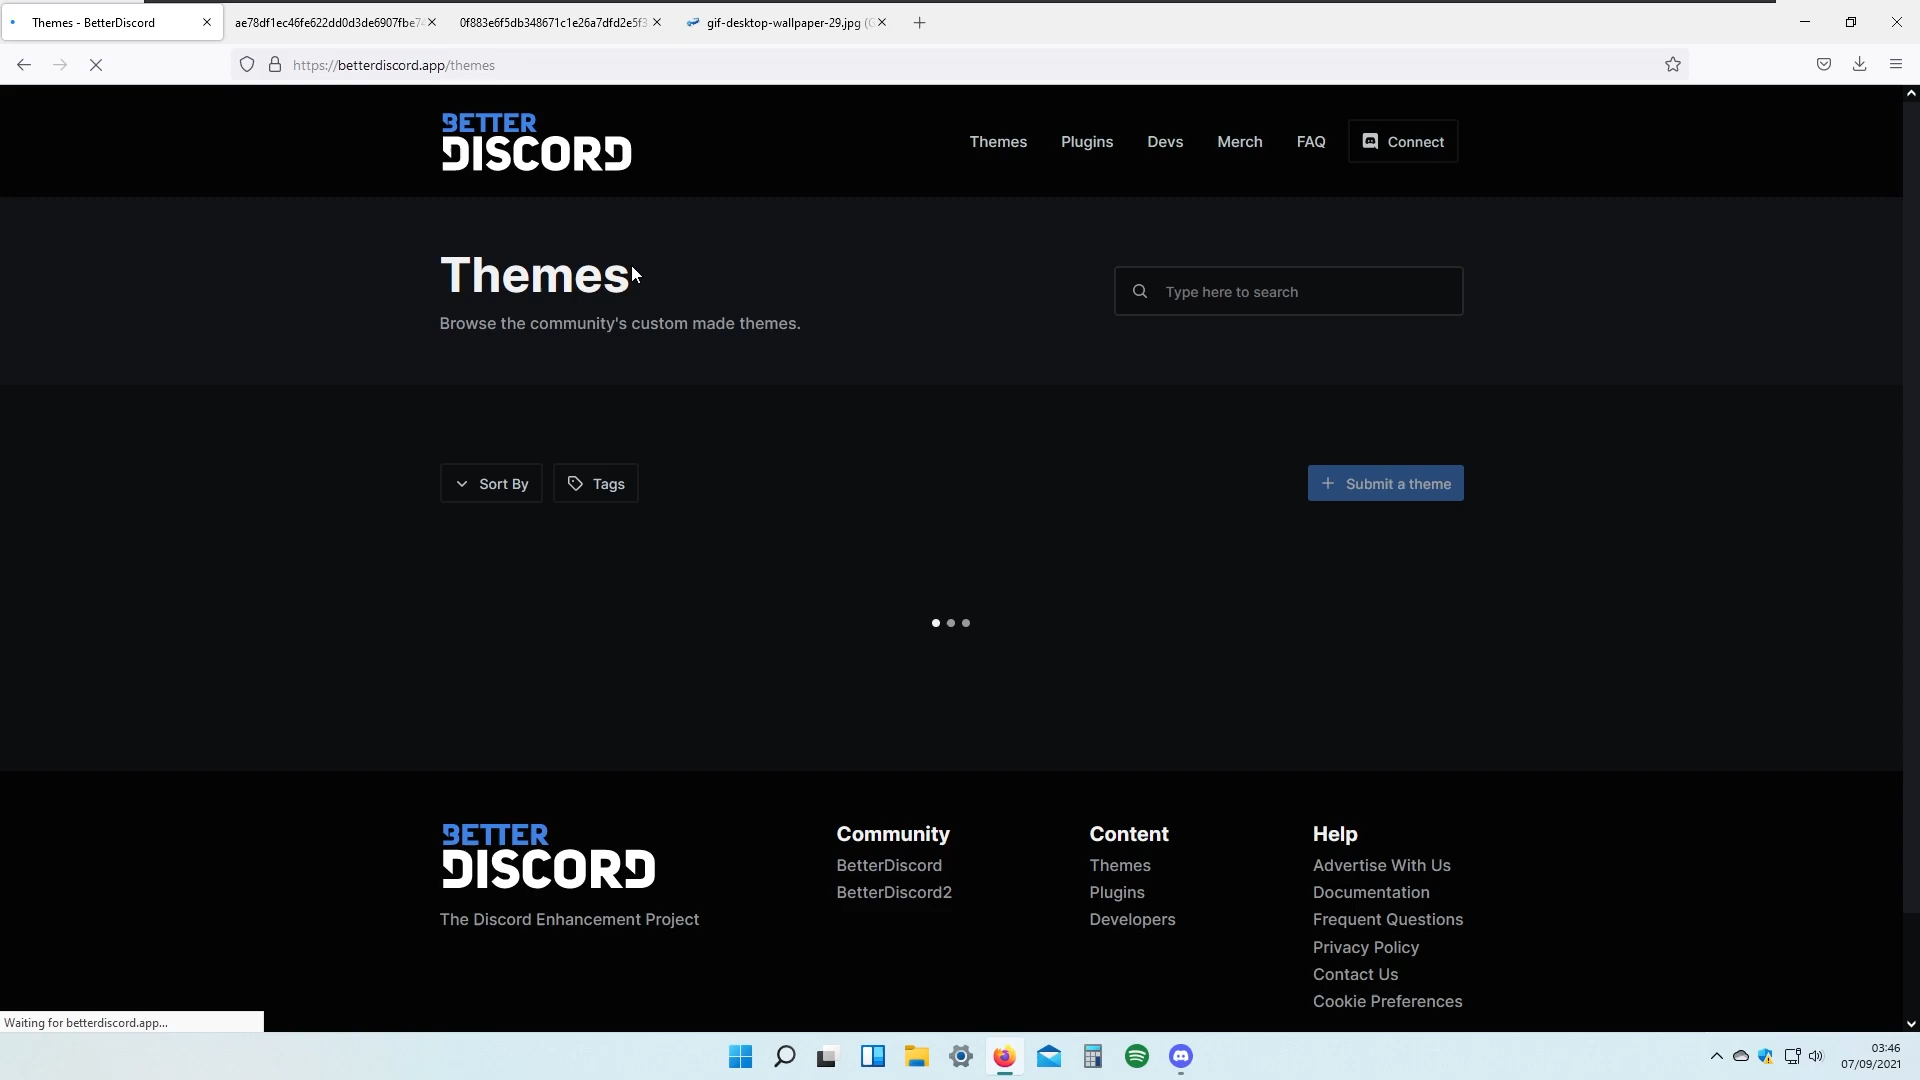 Themes - BetterDiscord
ae78df1ec46fe622dd0d3de6907fbe74
0f883e6f5db348671c1e26a7dfd2e5f3
gif-desktop-wallpaper-29.jpg (G
https://betterdiscord.app/themes
BETTER
DISCORD
Themes
Plugins
Devs
Merch
FAQ
Connect
Themes
Browse the community's custom made themes.
Type here to search
Sort By
Tags
Submit a theme
BETTER
DISCORD
The Discord Enhancement Project
Community
BetterDiscord
BetterDiscord2
Content
Themes
Plugins
Developers
Help
Advertise With Us
Documentation
Frequent Questions
Privacy Policy
Contact Us
Cookie Preferences
Waiting for betterdiscord.app...
03:46
07/09/2021